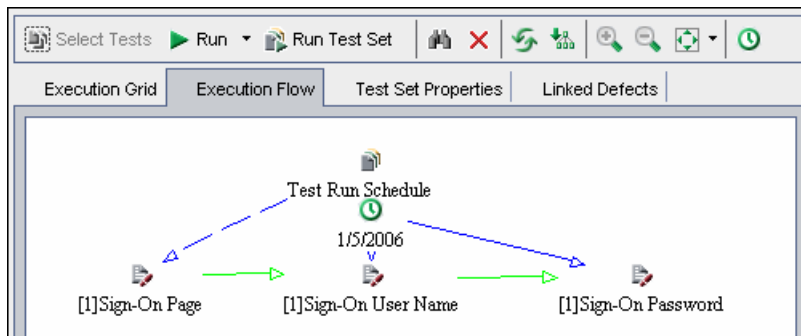 Select Tests Run Run Test Set
Execution Grid Execution Flow Test Set Properties Linked Defects
Test Run Schedule
1/5/2006
[1]Sign-On Page [1]Sign-On User Name [1]Sign-On Password